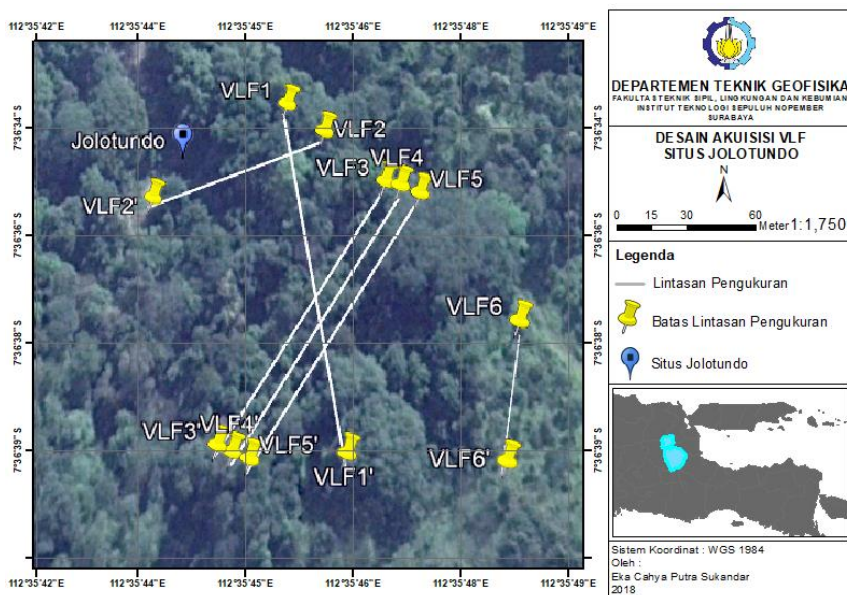 112°35'42"E 112°35'44"E 112°35'45"E 112°35'46"E 112°35'48"E 112°35'49"E
7°36'34"S
7°36'36"S
7°36'38"S
7°36'39"S
VLF1
VLF2
Jolotundo
VLF2'
VLF3
VLF4
VLF5
VLF6
VLF3'
VLF4'
VLF5'
VLF1'
VLF6'
7°36'34"S
7°36'36"S
7°36'38"S
7°36'39"S
112°35'42"E 112°35'44"E 112°35'45"E 112°35'46"E 112°35'48"E 112°35'49"E
DEPARTEMEN TEKNIK GEOFISIKA
FAKULTAS TEKNIK SIPIL, LINGKUNGAN DAN KEBUMIAN
INSTITUT TEKNOLOGI SEPULUH NOPEMBER
SURABAYA
DESAIN AKUISISI VLF
SITUS JOLOTUNDO
N
0 15 30 60
Meter 1:1,750
Legenda
Lintasan Pengukuran
Batas Lintasan Pengukuran
Situs Jolotundo
Sistem Koordinat : WGS 1984
Oleh :
Eka Cahya Putra Sukandar
2018